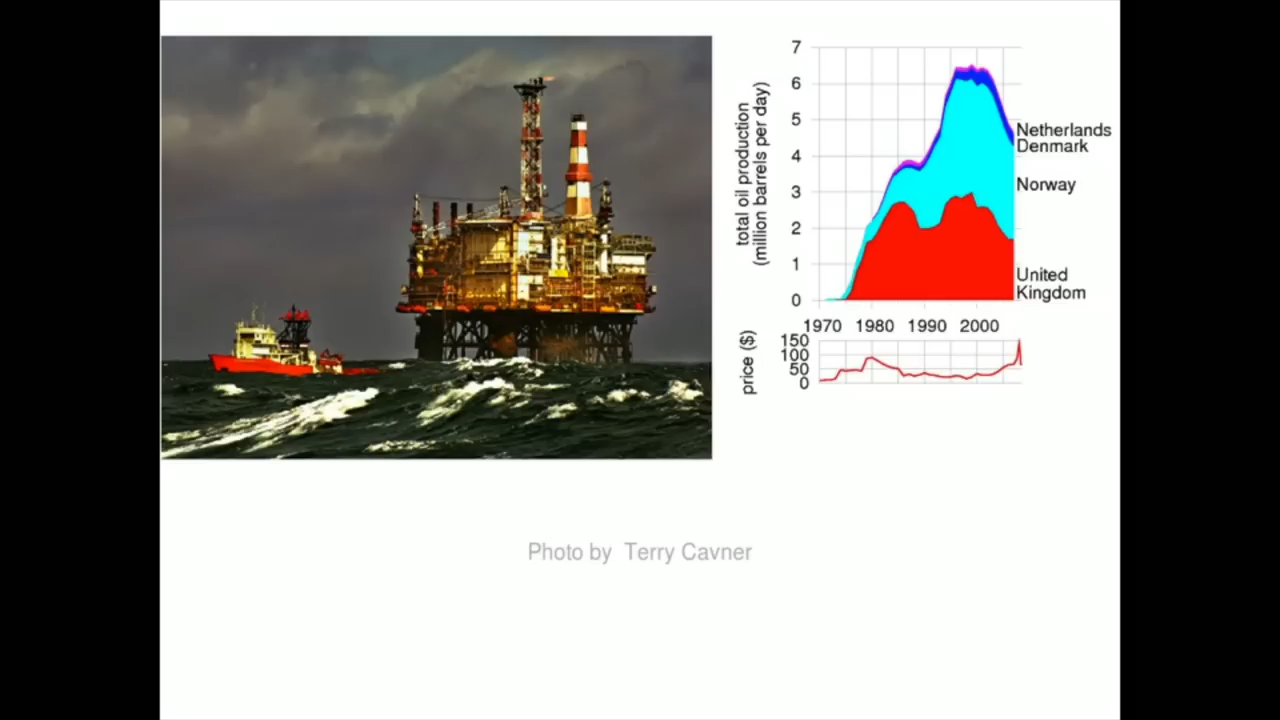 7
6
5
4
3
2
1
0
total oil production
(million barrels per day)
Netherlands
Denmark
Norway
United
Kingdom
1970 1980 1990 2000
150
100
50
0
price ($)
Photo by Terry Cavner